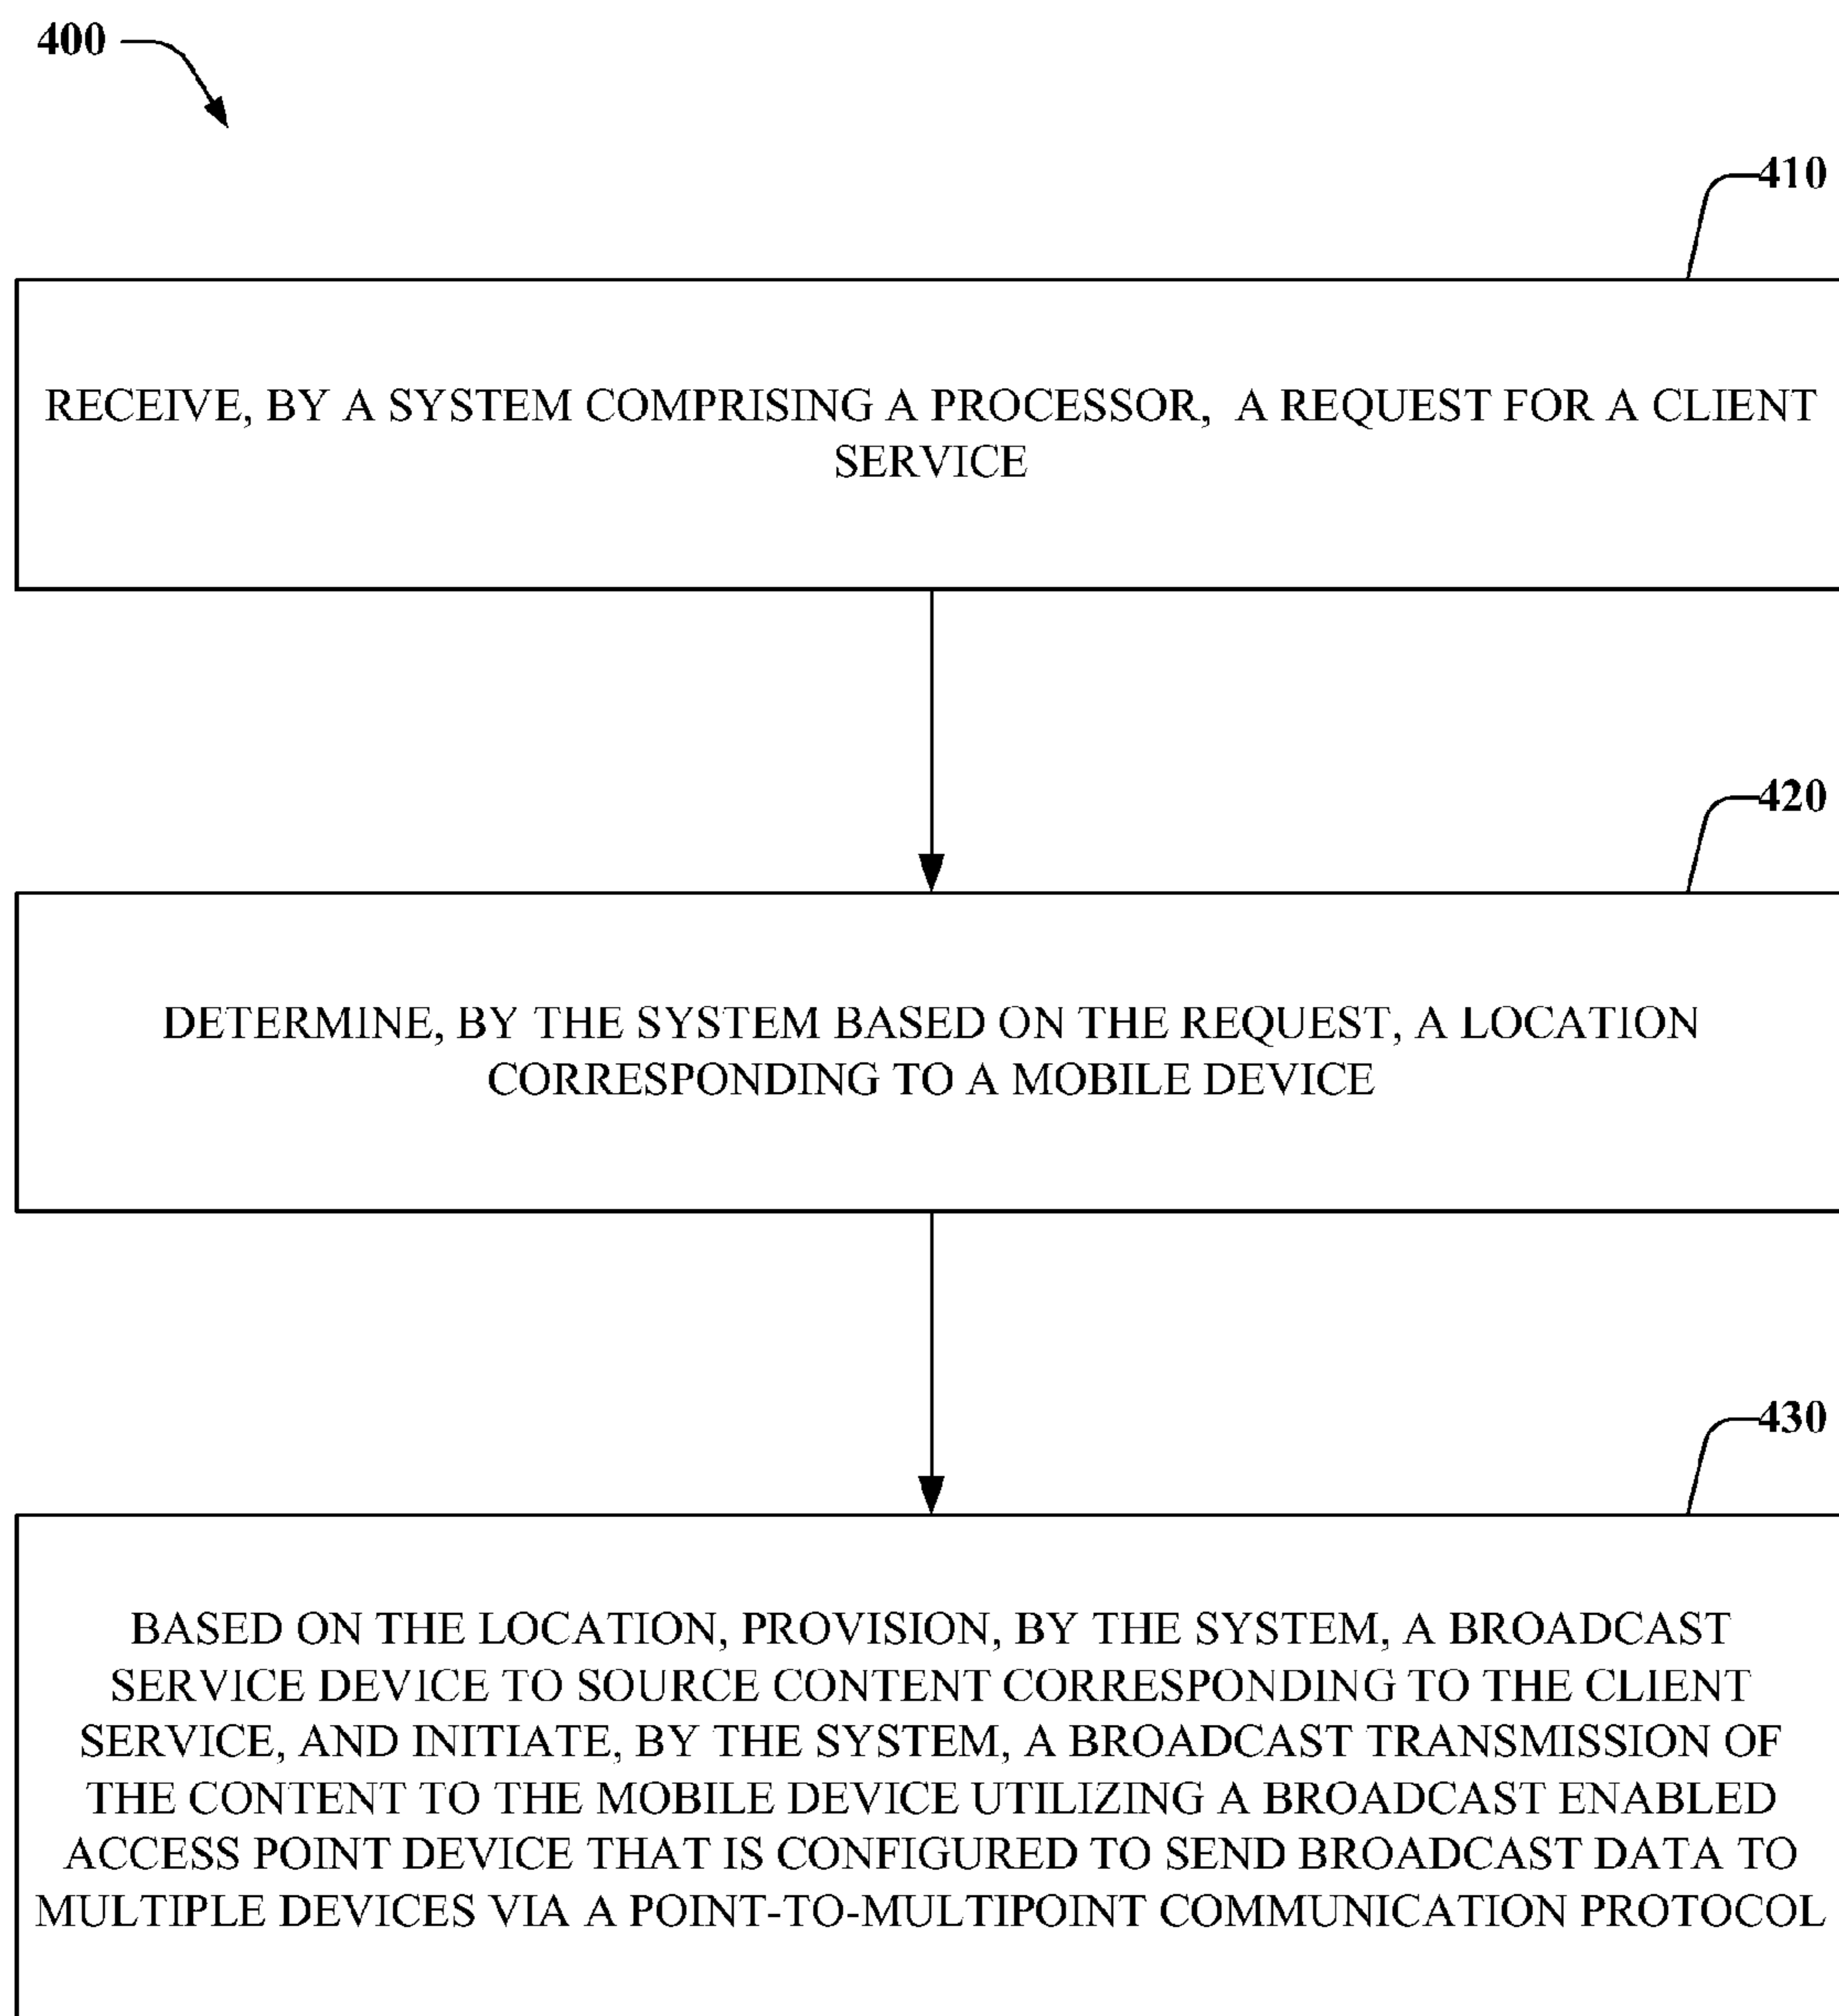 400
410
RECEIVE, BY A SYSTEM COMPRISING A PROCESSOR, A REQUEST FOR A CLIENT
SERVICE
420
DETERMINE, BY THE SYSTEM BASED ON THE REQUEST, A LOCATION
CORRESPONDING TO A MOBILE DEVICE
430
BASED ON THE LOCATION, PROVISION, BY THE SYSTEM, A BROADCAST
SERVICE DEVICE TO SOURCE CONTENT CORRESPONDING TO THE CLIENT
SERVICE, AND INITIATE, BY THE SYSTEM, A BROADCAST TRANSMISSION OF
THE CONTENT TO THE MOBILE DEVICE UTILIZING A BROADCAST ENABLED
ACCESS POINT DEVICE THAT IS CONFIGURED TO SEND BROADCAST DATA TO
MULTIPLE DEVICES VIA A POINT-TO-MULTIPOINT COMMUNICATION PROTOCOL